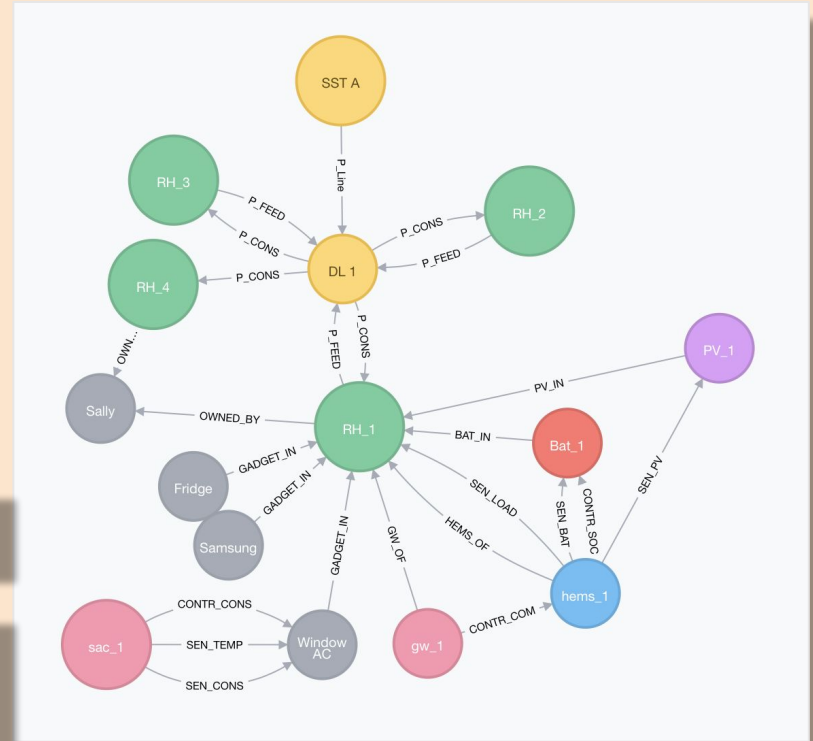 SST A
P_Line
RH_3
P_FEED
P_CONS
RH_2
P_CONS
P_FEED
DL 1
RH_4
P_CONS
OWN...
P_FEED
P_CONS
PV_1
PV_IN
Sally
OWNED_BY
RH_1
BAT_IN
Bat_1
Fridge
GADGET_IN
Samsung
GADGET_IN
SEN_LOAD
SEN_BAT
CONTR_SOC
SEN_PV
GADGET_IN
GW_OF
HEMS_OF
hems_1
sac_1
CONTR_CONS
SEN_TEMP
SEN_CONS
Window
AC
gw_1
CONTR_COM